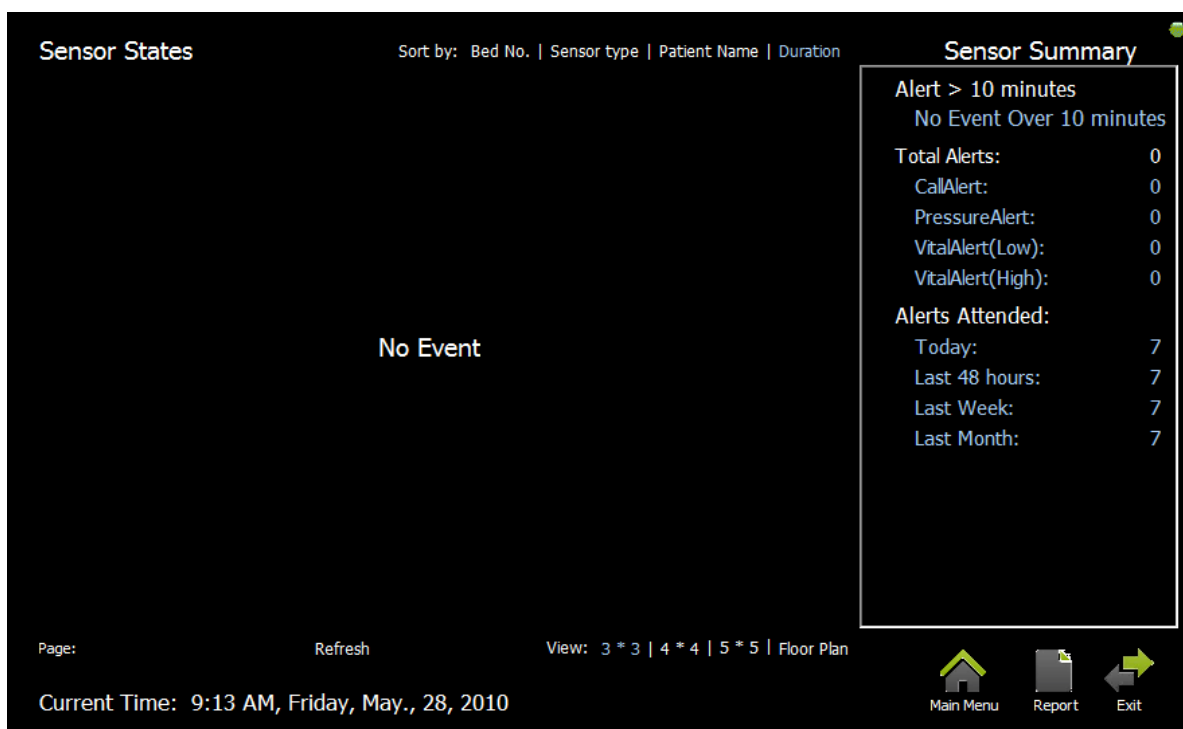 Sensor States
Sort by: Bed No. | Sensor type | Patient Name | Duration
No Event
Sensor Summary
Alert > 10 minutes
No Event Over 10 minutes
Total Alerts: 0
CallAlert: 0
PressureAlert: 0
VitalAlert(Low): 0
VitalAlert(High): 0
Alerts Attended:
Today: 7
Last 48 hours: 7
Last Week: 7
Last Month: 7
Page:
Refresh
View: 3 * 3 | 4 * 4 | 5 * 5 | Floor Plan
Current Time: 9:13 AM, Friday, May., 28, 2010
Main Menu
Report
Exit